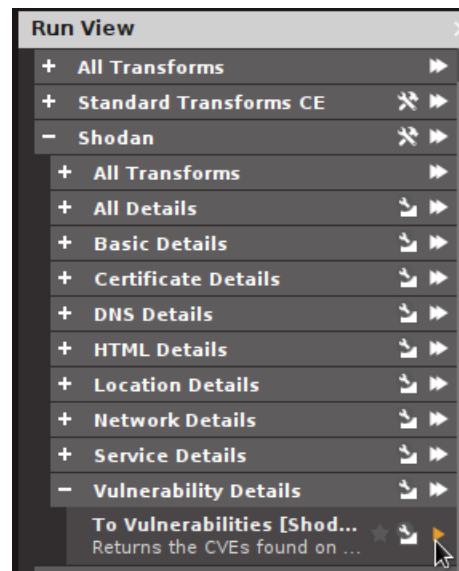 Run View
All Transforms
Standard Transforms CE
Shodan
All Transforms
All Details
Basic Details
Certificate Details
DNS Details
HTML Details
Location Details
Network Details
Service Details
Vulnerability Details
To Vulnerabilities [Shod...
Returns the CVEs found on ...